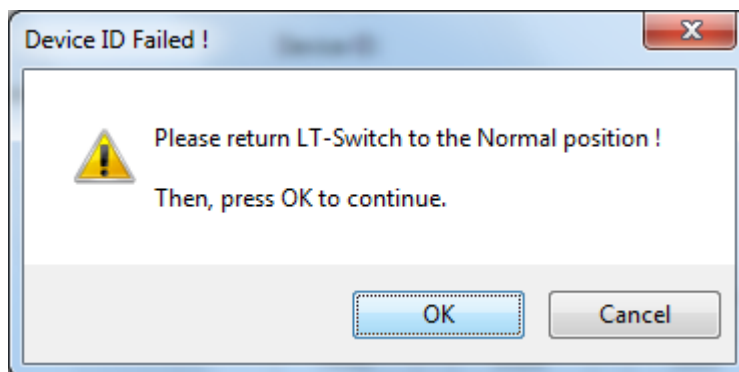 Device ID Failed !
Please return LT-Switch to the Normal position !
Then, press OK to continue.
OK
Cancel